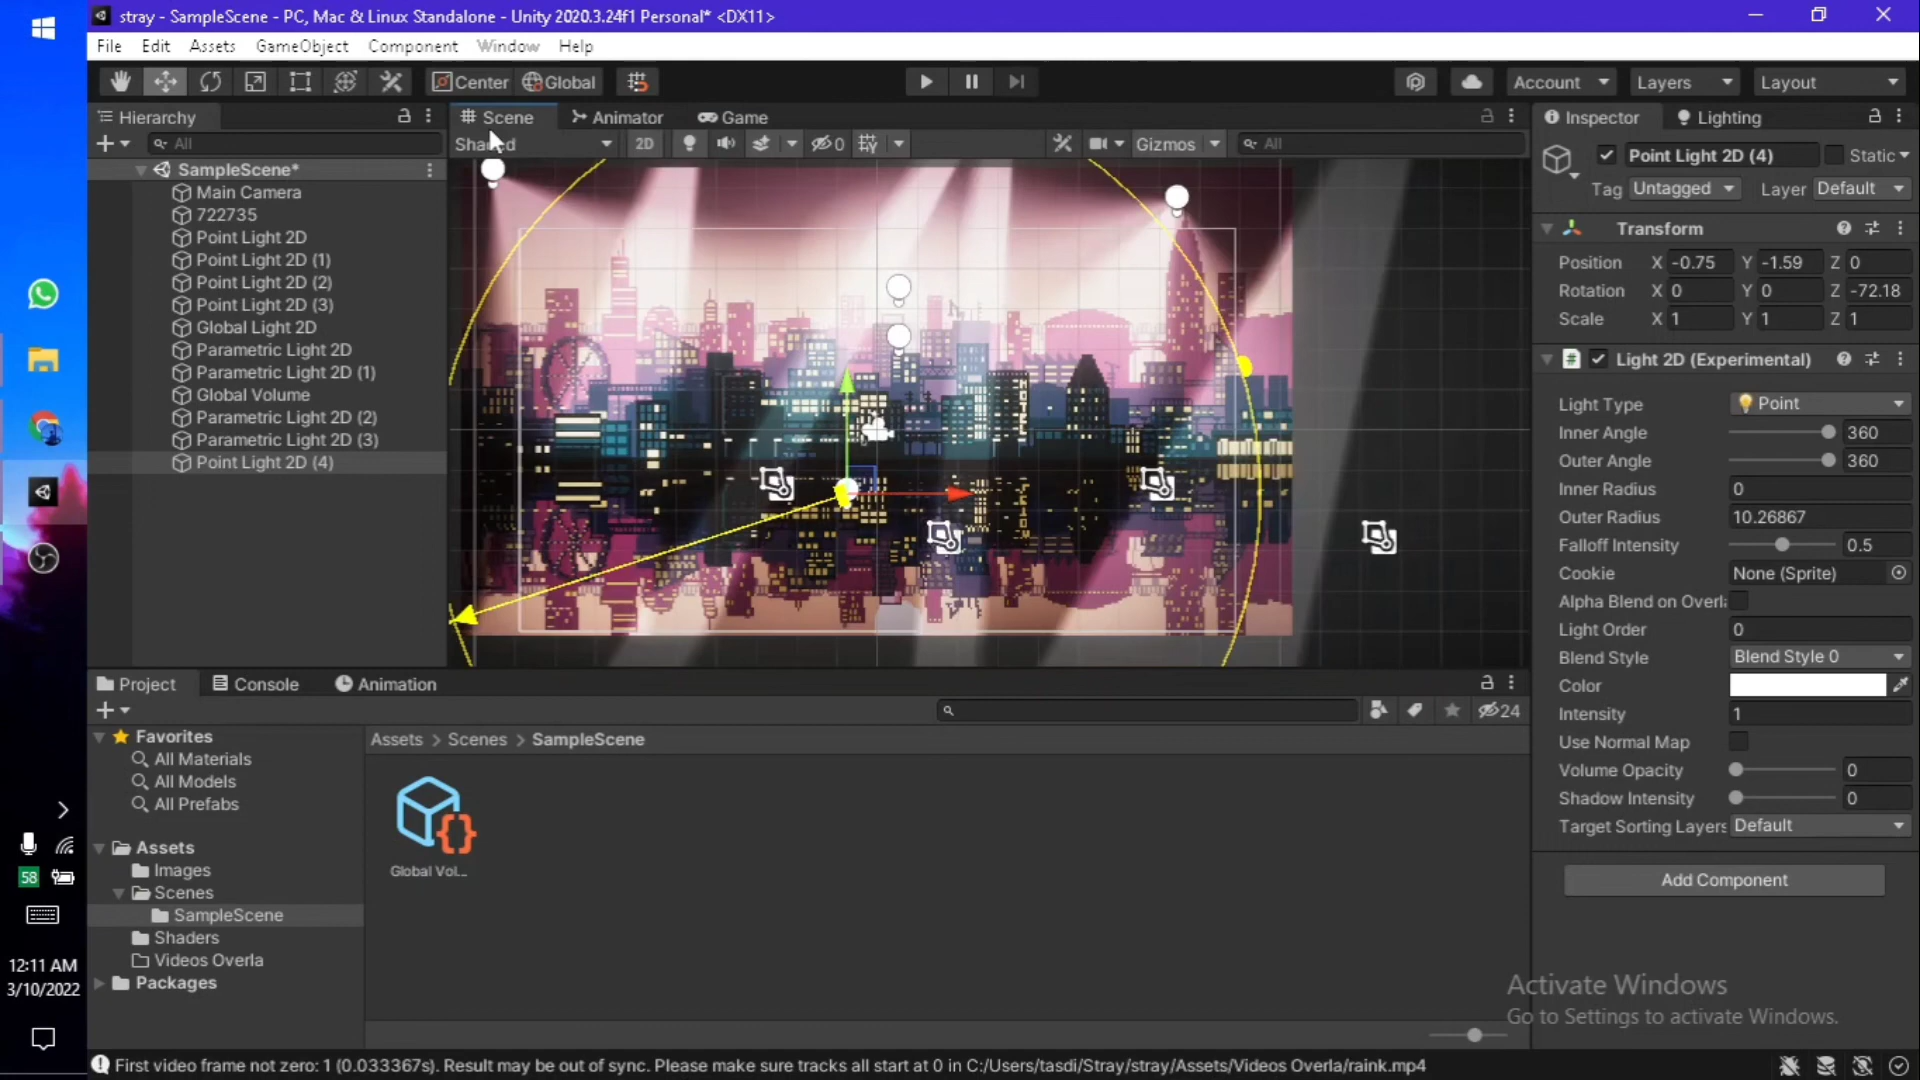 stray - SampleScene - PC, Mac & Linux Standalone - Unity 2020.3.24f1 Personal* <DX11>
File Edit Assets GameObject Component Window Help
Center Global
Account Layers Layout
Hierarchy
All
SampleScene*
Main Camera
722735
Point Light 2D
Point Light 2D (1)
Point Light 2D (2)
Point Light 2D (3)
Global Light 2D
Parametric Light 2D
Parametric Light 2D (1)
Global Volume
Parametric Light 2D (2)
Parametric Light 2D (3)
Point Light 2D (4)
Scene Animator Game
Shaded 2D 0 Gizmos All
Inspector Lighting
Point Light 2D (4) Static
Tag Untagged Layer Default
Transform
Position X -0.75 Y -1.59 Z 0
Rotation X 0 Y 0 Z -72.18
Scale X 1 Y 1 Z 1
Light 2D (Experimental)
Light Type Point
Inner Angle 360
Outer Angle 360
Inner Radius 0
Outer Radius 10.26867
Falloff Intensity 0.5
Cookie None (Sprite)
Alpha Blend on Overl
Light Order 0
Blend Style Blend Style 0
Color
Intensity 1
Use Normal Map
Volume Opacity 0
Shadow Intensity 0
Target Sorting Layers Default
Add Component
Project Console Animation
24
Favorites
All Materials
All Models
All Prefabs
Assets
Images
Scenes
SampleScene
Shaders
Videos Overla
Packages
Assets > Scenes > SampleScene
Global Vol...
58
12:11 AM
3/10/2022
Activate Windows
Go to Settings to activate Windows.
First video frame not zero: 1 (0.033367s). Result may be out of sync. Please make sure tracks all start at 0 in C:/Users/tasdi/Stray/stray/Assets/Videos Overla/raink.mp4